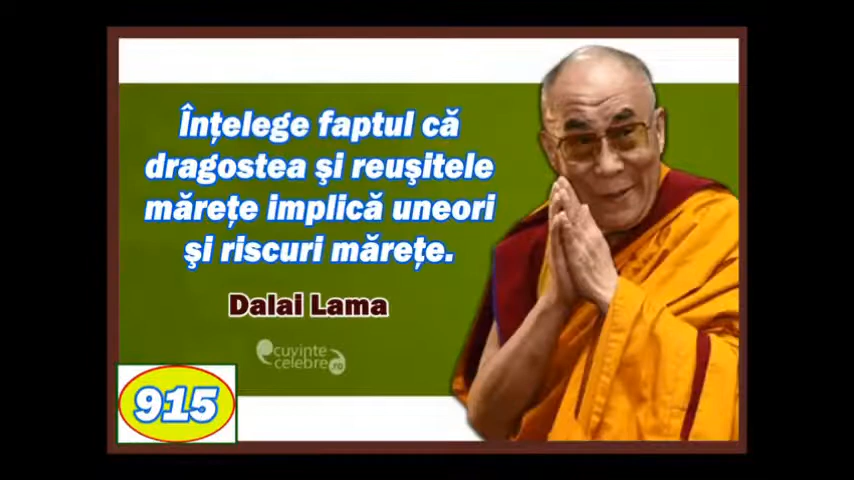 Înțelege faptul că
dragostea şi reuşitele
mărețe implică uneori
şi riscuri mărețe.
Dalai Lama
cuvinte
celebre.ro
915